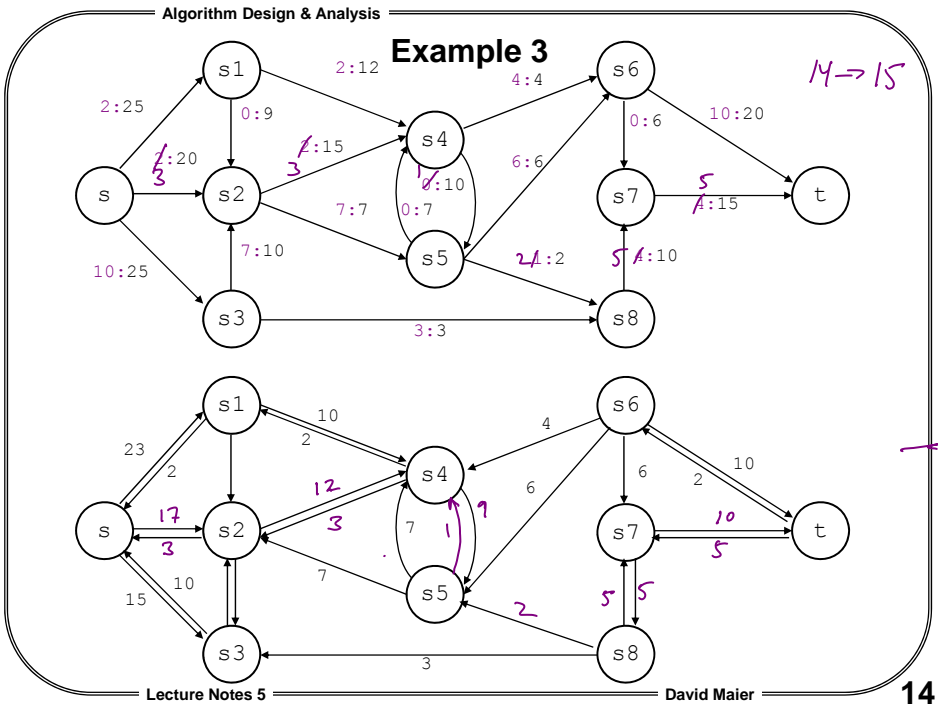 Algorithm Design & Analysis
Example 3
14->15
s1
2:12
4:4
s6
2:25
0:9
10:20
0:6
2:20
3
2:15
3
s4
1
0:10
6:6
5
s
s2
s7
4:15
t
7:7
0:7
7:10
s5
2
1:2
5
4:10
10:25
s3
s8
3:3
s1
10
2
4
s6
23
2
12
s4
6
6
10
2
17
3
7
9
1
10
5
s
s2
3
s7
t
10
15
7
s5
2
5
5
s3
s8
3
Lecture Notes 5
David Maier
14